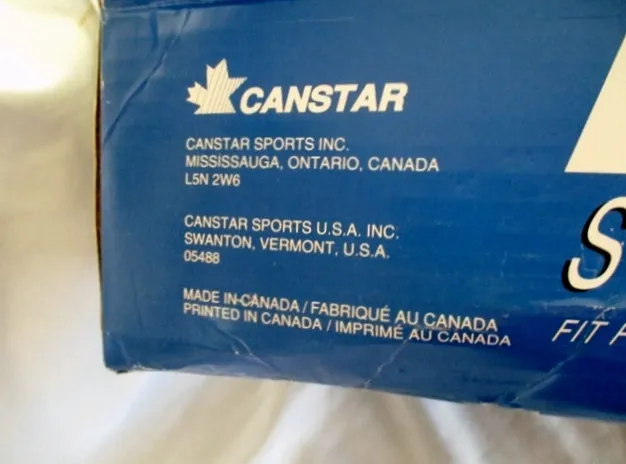 CANSTAR
CANSTAR SPORTS INC.
MISSISSAUGA, ONTARIO, CANADA
L5N 2W6
CANSTAR SPORTS U.S.A. INC.
SWANTON, VERMONT, U.S.A.
05488
MADE IN CANADA / FABRIQUÉ AU CANADA
PRINTED IN CANADA / IMPRIMÉ AU CANADA
S
FIT